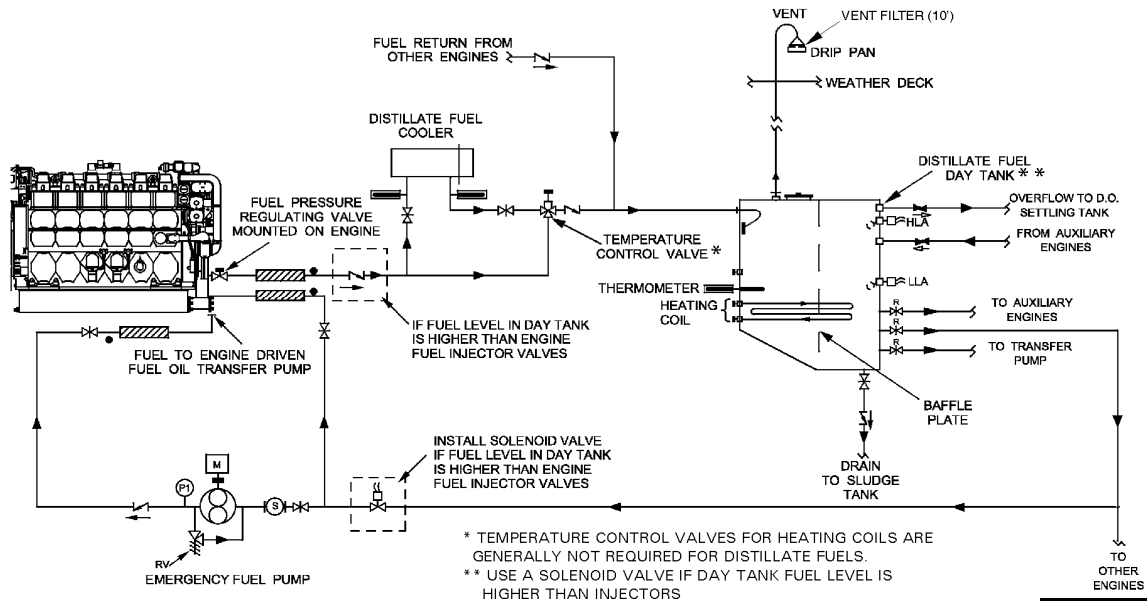 VENT
VENT FILTER (10')
DRIP PAN
WEATHER DECK
FUEL RETURN FROM
OTHER ENGINES
DISTILLATE FUEL
COOLER
DISTILLATE FUEL
DAY TANK * *
OVERFLOW TO D.O.
SETTLING TANK
HLA
FROM AUXILIARY
ENGINES
FUEL PRESSURE
REGULATING VALVE
MOUNTED ON ENGINE
TEMPERATURE
CONTROL VALVE *
THERMOMETER
HEATING
COIL
LLA
R
TO AUXILIARY
ENGINES
R
R
TO TRANSFER
PUMP
IF FUEL LEVEL IN DAY TANK
IS HIGHER THAN ENGINE
FUEL INJECTOR VALVES
FUEL TO ENGINE DRIVEN
FUEL OIL TRANSFER PUMP
BAFFLE
PLATE
INSTALL SOLENOID VALVE
IF FUEL LEVEL IN DAY TANK
IS HIGHER THAN ENGINE
FUEL INJECTOR VALVES
DRAIN
TO SLUDGE
TANK
M
P1
S
RV
EMERGENCY FUEL PUMP
* TEMPERATURE CONTROL VALVES FOR HEATING COILS ARE
GENERALLY NOT REQUIRED FOR DISTILLATE FUELS.
** USE A SOLENOID VALVE IF DAY TANK FUEL LEVEL IS
HIGHER THAN INJECTORS
TO
OTHER
ENGINES